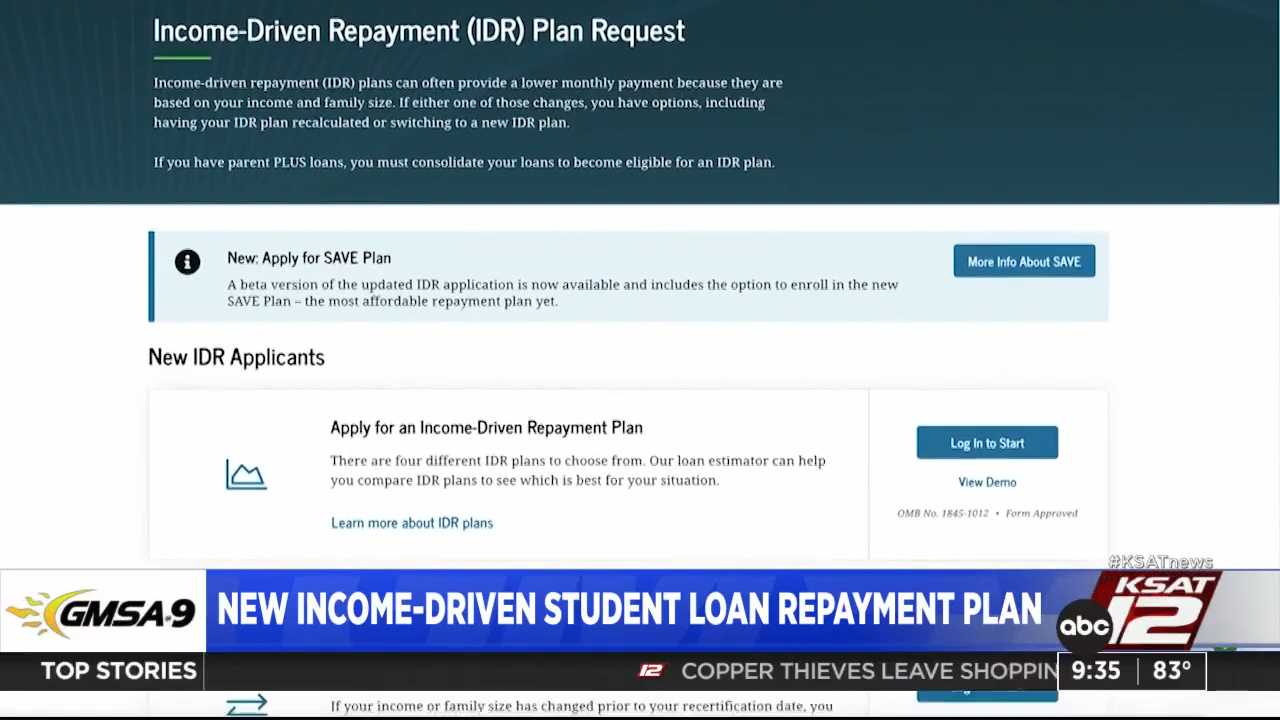 Income-Driven Repayment (IDR) Plan Request
Income-driven repayment (IDR) plans can often provide a lower monthly payment because they are
based on your income and family size. If either one of those changes, you have options, including
having your IDR plan recalculated or switching to a new IDR plan.
If you have parent PLUS loans, you must consolidate your loans to become eligible for an IDR plan.
New: Apply for SAVE Plan
A beta version of the updated IDR application is now available and includes the option to enroll in the new
SAVE Plan – the most affordable repayment plan yet.
More Info About SAVE
New IDR Applicants
Apply for an Income-Driven Repayment Plan
There are four different IDR plans to choose from. Our loan estimator can help
you compare IDR plans to see which is best for your situation.
Learn more about IDR plans
Log In to Start
View Demo
OMB No. 1845-1012 • Form Approved
#KSATnews
GMSA@9
NEW INCOME-DRIVEN STUDENT LOAN REPAYMENT PLAN
abc
KSAT
12
TOP STORIES
12
COPPER THIEVES LEAVE SHOPPIN
9:35
83°
If your income or family size has changed prior to your recertification date, you